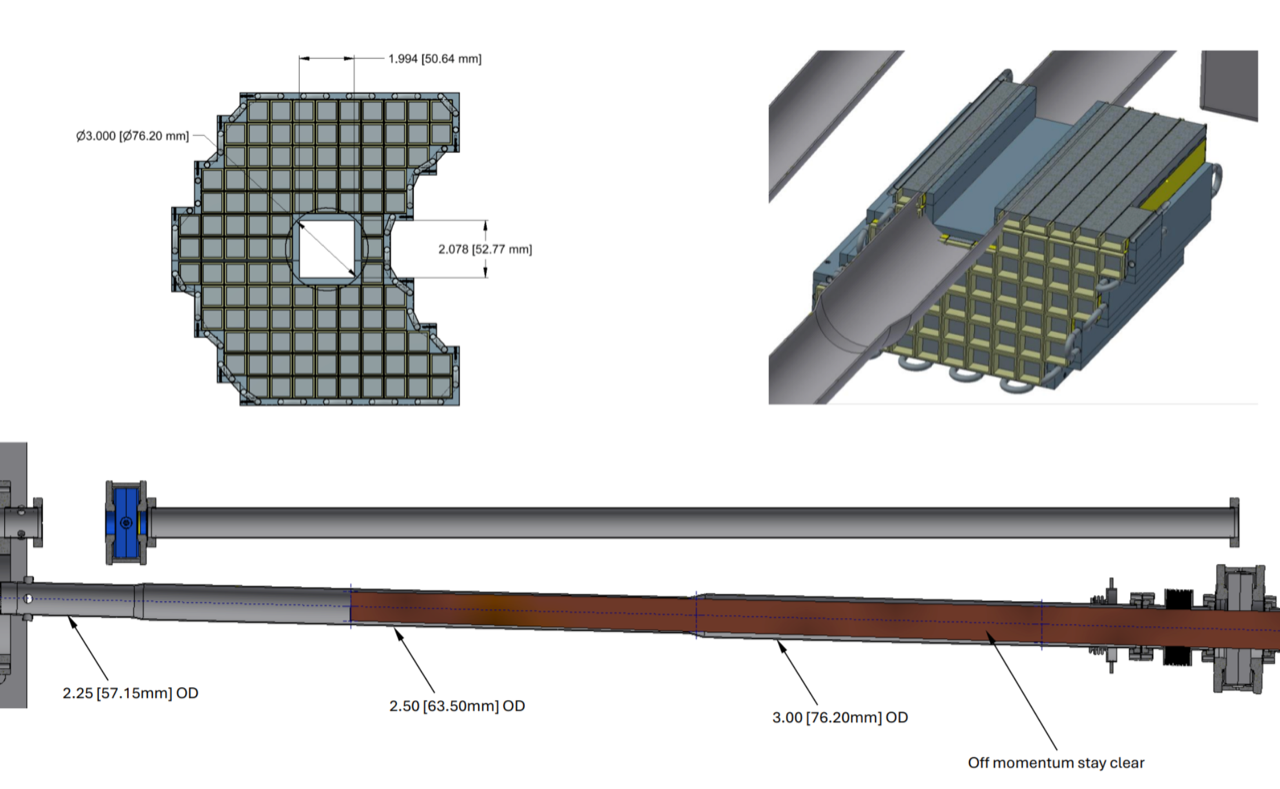 1.994 [50.64 mm]
Ø3.000 [Ø76.20 mm]
2.078 [52.77 mm]
2.25 [57.15mm] OD
2.50 [63.50mm] OD
3.00 [76.20mm] OD
Off momentum stay clear